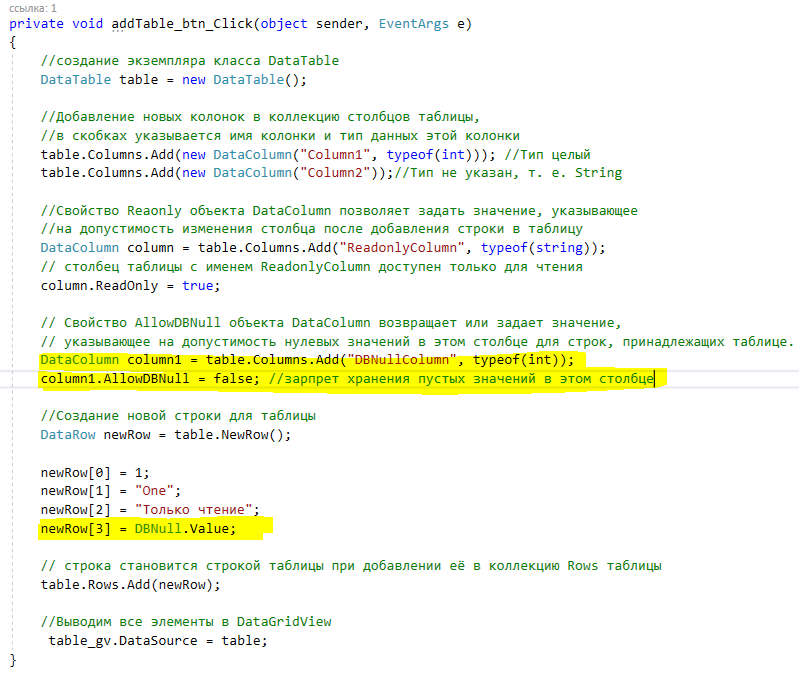 ссылка: 1
private void addTable_btn_Click(object sender, EventArgs e)
{
//создание экземпляра класса DataTable
DataTable table = new DataTable();
//Добавление новых колонок в коллекцию столбцов таблицы,
//в скобках указывается имя колонки и тип данных этой колонки
table.Columns.Add(new DataColumn("Column1", typeof(int))); //Тип целый
table.Columns.Add(new DataColumn("Column2"));//Тип не указан, т. е. String
//Свойство Reaonly объекта DataColumn позволяет задать значение, указывающее
//на допустимость изменения столбца после добавления строки в таблицу
DataColumn column = table.Columns.Add("ReadonlyColumn", typeof(string));
// столбец таблицы с именем ReadonlyColumn доступен только для чтения
column.ReadOnly = true;
// Свойство AllowDBNull объекта DataColumn возвращает или задает значение,
// указывающее на допустимость нулевых значений в этом столбце для строк, принадлежащих таблице.
DataColumn column1 = table.Columns.Add("DBNullColumn", typeof(int));
column1.AllowDBNull = false; //зарпрет хранения пустых значений в этом столбце
//Создание новой строки для таблицы
DataRow newRow = table.NewRow();
newRow[0] = 1;
newRow[1] = "One";
newRow[2] = "Только чтение";
newRow[3] = DBNull.Value;
// строка становится строкой таблицы при добавлении её в коллекцию Rows таблицы
table.Rows.Add(newRow);
//Выводим все элементы в DataGridView
table_gv.DataSource = table;
}